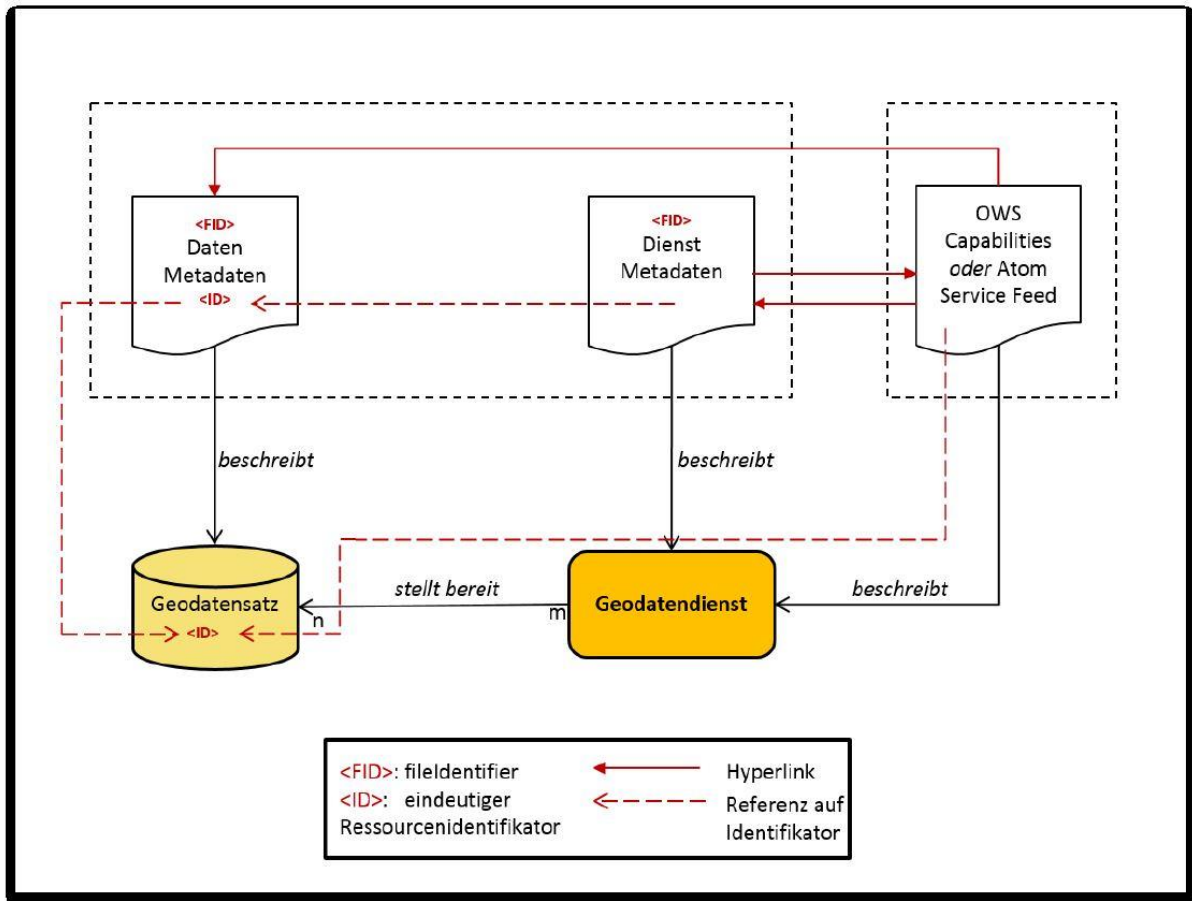 <FID>
Daten
Metadaten
<ID>
<FID>
Dienst
Metadaten
OWS
Capabilities
oder Atom
Service Feed
beschreibt
beschreibt
Geodatensatz
<ID>
n
stellt bereit
m
Geodatendienst
beschreibt
<FID>: fileIdentifier
<ID>: eindeutiger
Ressourcenidentifikator
Hyperlink
Referenz auf
Identifikator